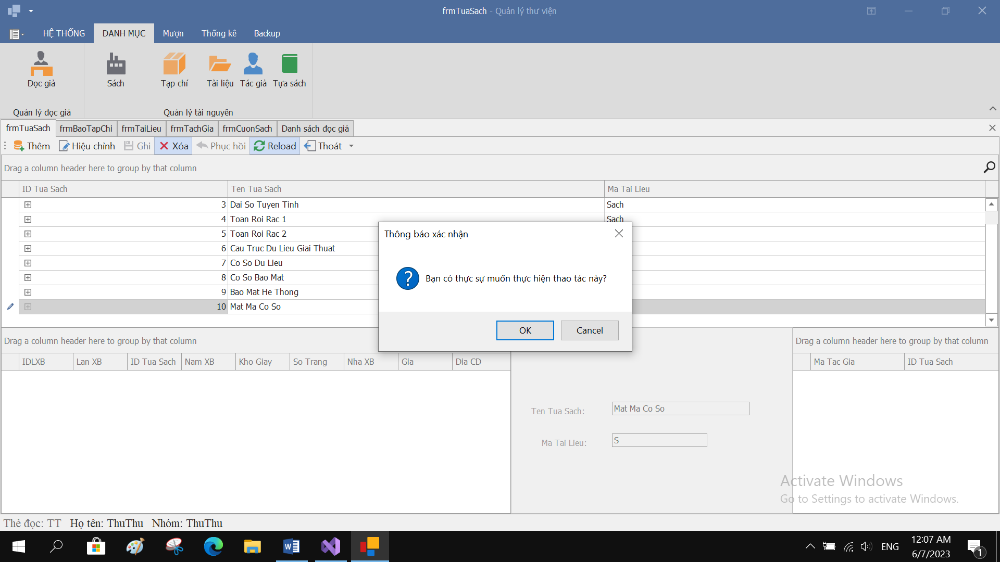 frmTuaSach - Quản lý thư viện
HỆ THỐNG DANH MỤC Mượn Thống kê Backup
Đọc giả Sách Tạp chí Tài liệu Tác giả Tựa sách
Quản lý đọc giả Quản lý tài nguyên
frmTuaSach frmBaoTapChi frmTaiLieu frmTachGia frmCuonSach Danh sách đọc giả
Thêm Hiệu chỉnh Ghi Xóa Phục hồi Reload Thoát
Drag a column header here to group by that column
ID Tua Sach Ten Tua Sach Ma Tai Lieu
3 Dai So Tuyen Tinh Sach
4 Toan Roi Rac 1 Sach
5 Toan Roi Rac 2
6 Cau Truc Du Lieu Giai Thuat
7 Co So Du Lieu
8 Co So Bao Mat
9 Bao Mat He Thong
10 Mat Ma Co So
Thông báo xác nhận
Bạn có thực sự muốn thực hiện thao tác này?
OK Cancel
Drag a column header here to group by that column
IDLXB Lan XB ID Tua Sach Nam XB Kho Giay So Trang Nha XB Gia Dia CD
Ten Tua Sach: Mat Ma Co So
Ma Tai Lieu: S
Drag a column header here to group by that column
Ma Tac Gia ID Tua Sach
Activate Windows
Go to Settings to activate Windows.
Thẻ đọc: TT Họ tên: ThuThu Nhóm: ThuThu
ENG
12:07 AM
6/7/2023
1